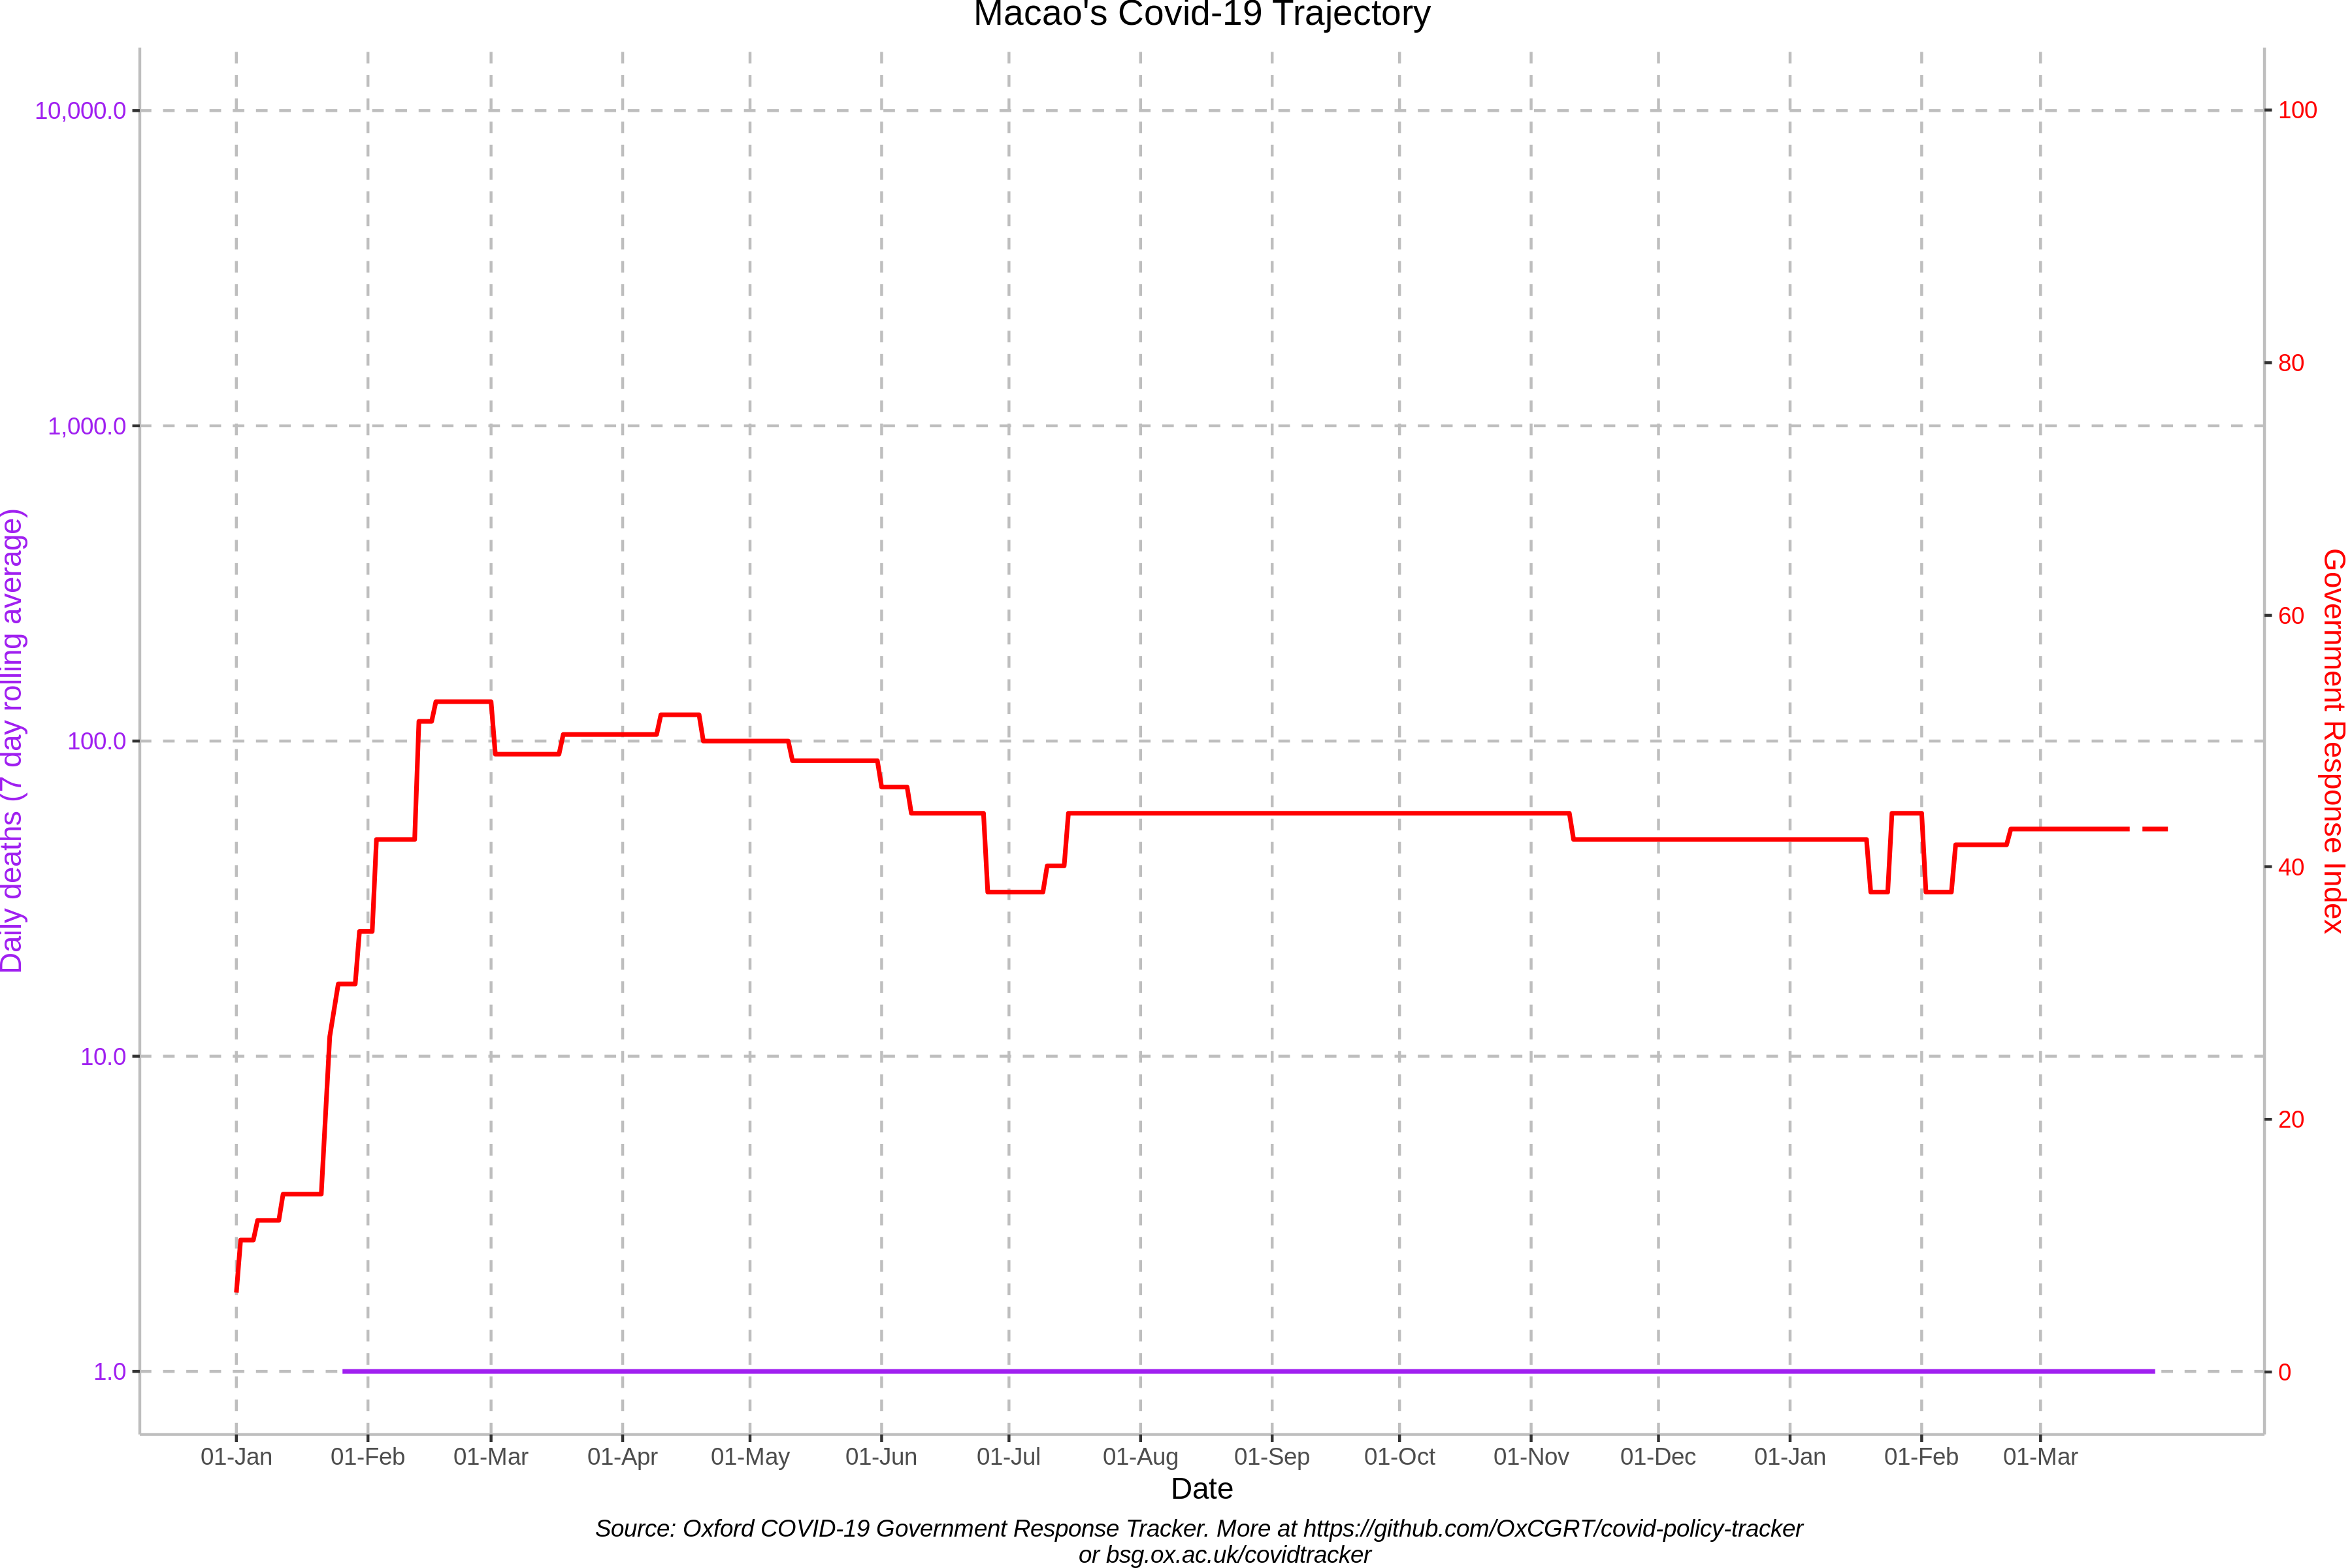 Macao's Covid-19 Trajectory
10,000.0
1,000.0
100.0
10.0
1.0
Daily deaths (7 day rolling average)
100
80
60
40
20
0
Government Response Index
01-Jan 01-Feb 01-Mar 01-Apr 01-May 01-Jun 01-Jul 01-Aug 01-Sep 01-Oct 01-Nov 01-Dec 01-Jan 01-Feb 01-Mar
Date
Source: Oxford COVID-19 Government Response Tracker. More at https://github.com/OxCGRT/covid-policy-tracker
or bsg.ox.ac.uk/covidtracker